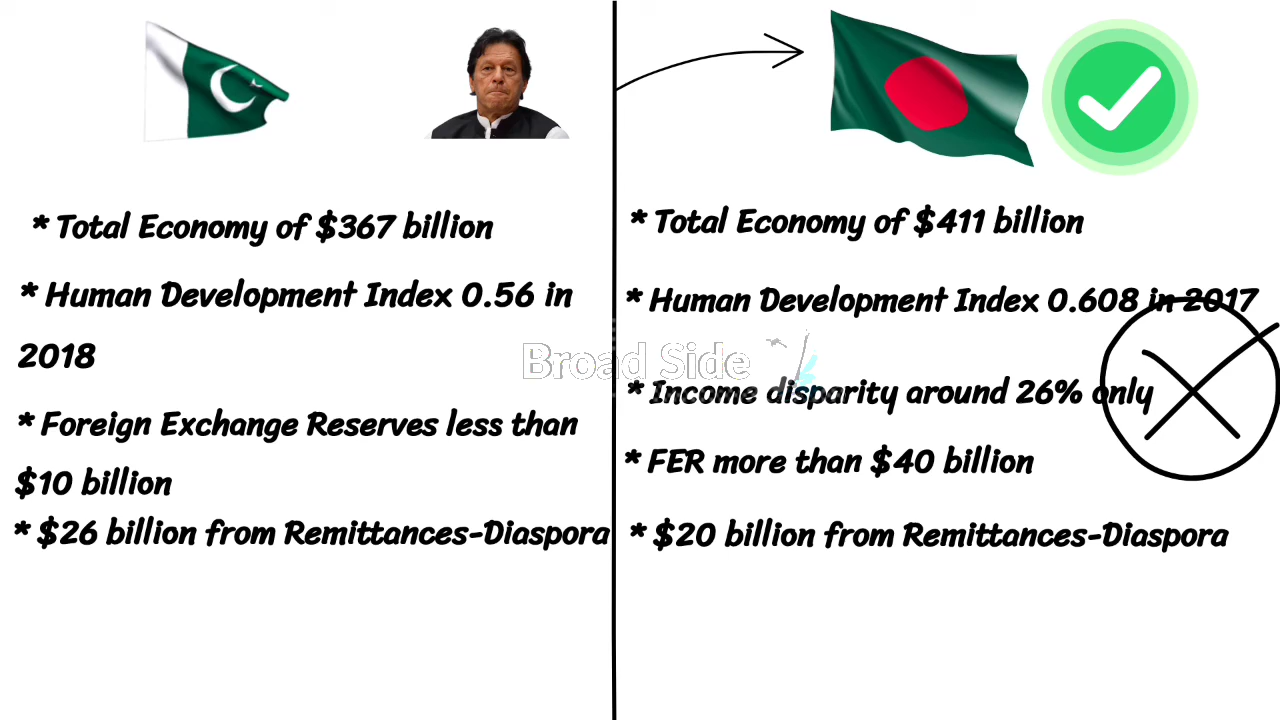 * Total Economy of $367 billion
* Human Development Index 0.56 in
2018
* Foreign Exchange Reserves less than
$10 billion
* $26 billion from Remittances-Diaspora
* Total Economy of $411 billion
* Human Development Index 0.608 in 2017
* Income disparity around 26% only
* FER more than $40 billion
* $20 billion from Remittances-Diaspora
Broad Side